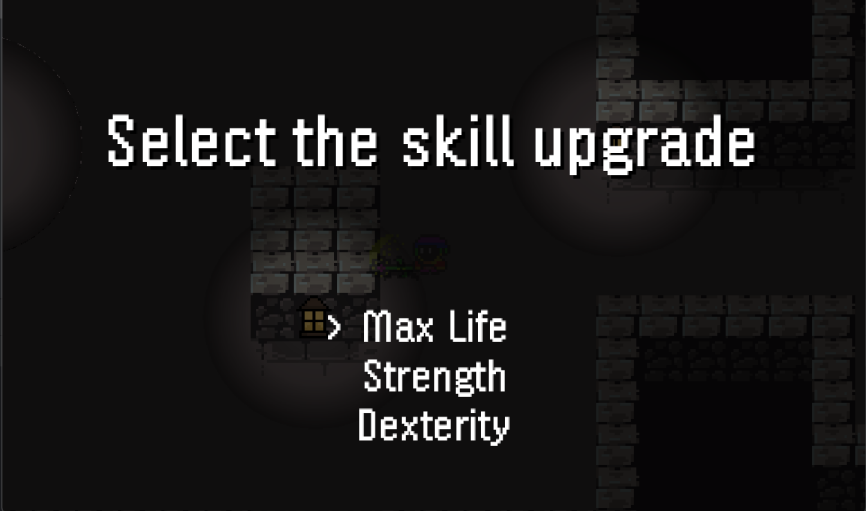 Select the skill upgrade
> Max Life
Strength
Dexterity